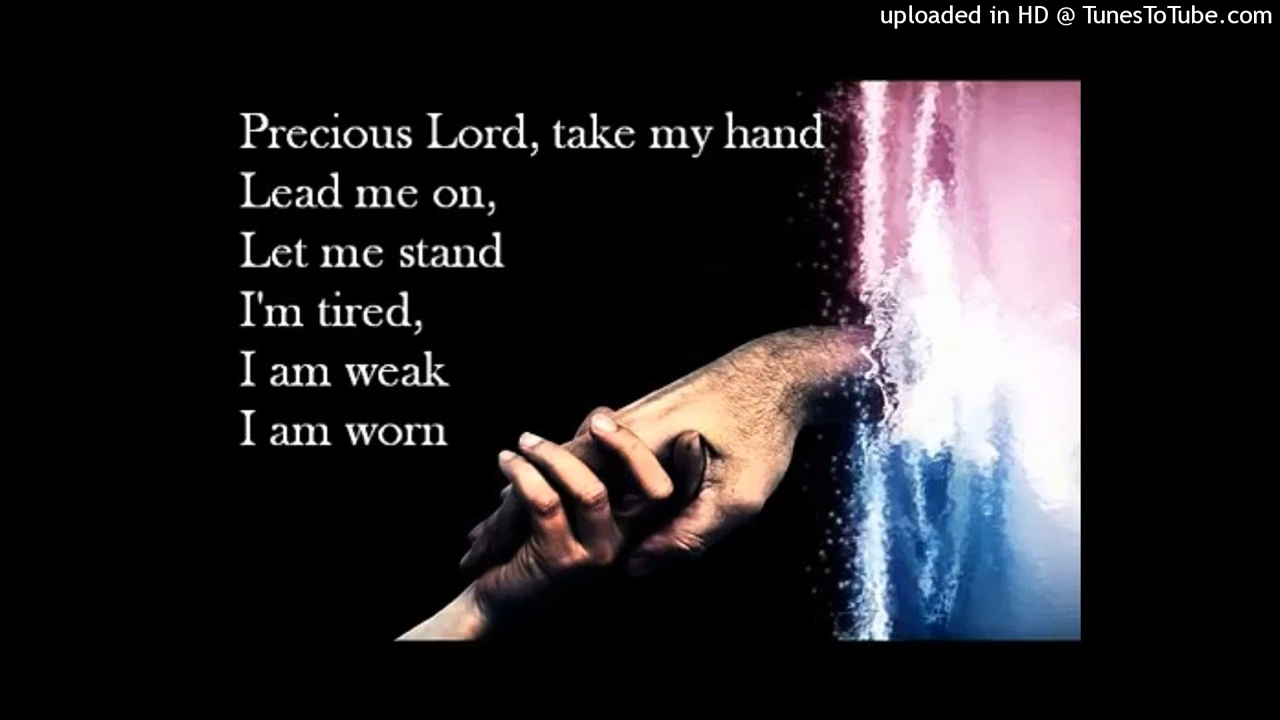 uploaded in HD @ TunesToTube.com
Precious Lord, take my hand
Lead me on,
Let me stand
I'm tired,
I am weak
I am worn